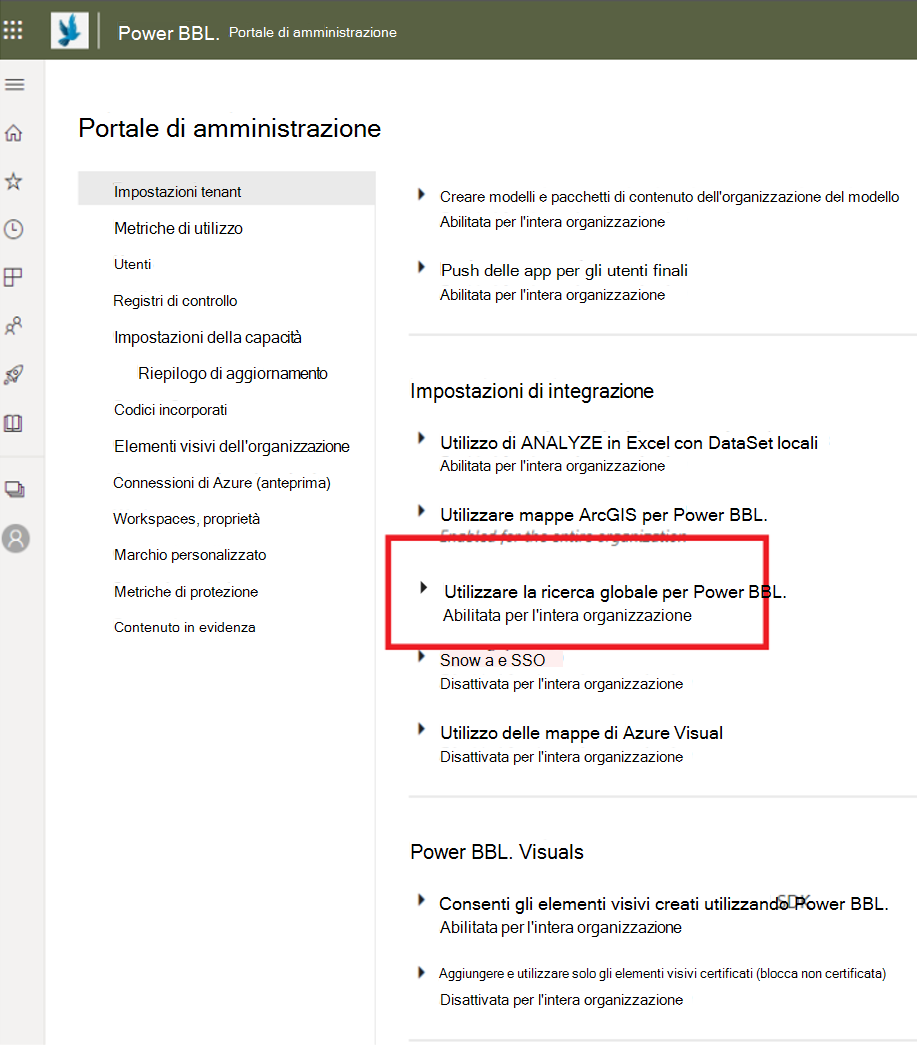 Power BBL. Portale di amministrazione
Portale di amministrazione
Impostazioni tenant
Metriche di utilizzo
Utenti
Registri di controllo
Impostazioni della capacità
Riepilogo di aggiornamento
Codici incorporati
Elementi visivi dell'organizzazione
Connessioni di Azure (anteprima)
Workspaces, proprietà
Marchio personalizzato
Metriche di protezione
Contenuto in evidenza
Creare modelli e pacchetti di contenuto dell'organizzazione del modello
Abilitata per l'intera organizzazione
Push delle app per gli utenti finali
Abilitata per l'intera organizzazione
Impostazioni di integrazione
Utilizzo di ANALYZE in Excel con DataSet locali
Abilitata per l'intera organizzazione
Utilizzare mappe ArcGIS per Power BBL.
Enabled for the entire organization
Utilizzare la ricerca globale per Power BBL.
Abilitata per l'intera organizzazione
Snow a e SSO
Disattivata per l'intera organizzazione
Utilizzo delle mappe di Azure Visual
Disattivata per l'intera organizzazione
Power BBL. Visuals
Consenti gli elementi visivi creati utilizzando Power BBL.
SDK
Abilitata per l'intera organizzazione
Aggiungere e utilizzare solo gli elementi visivi certificati (blocca non certificata)
Disattivata per l'intera organizzazione